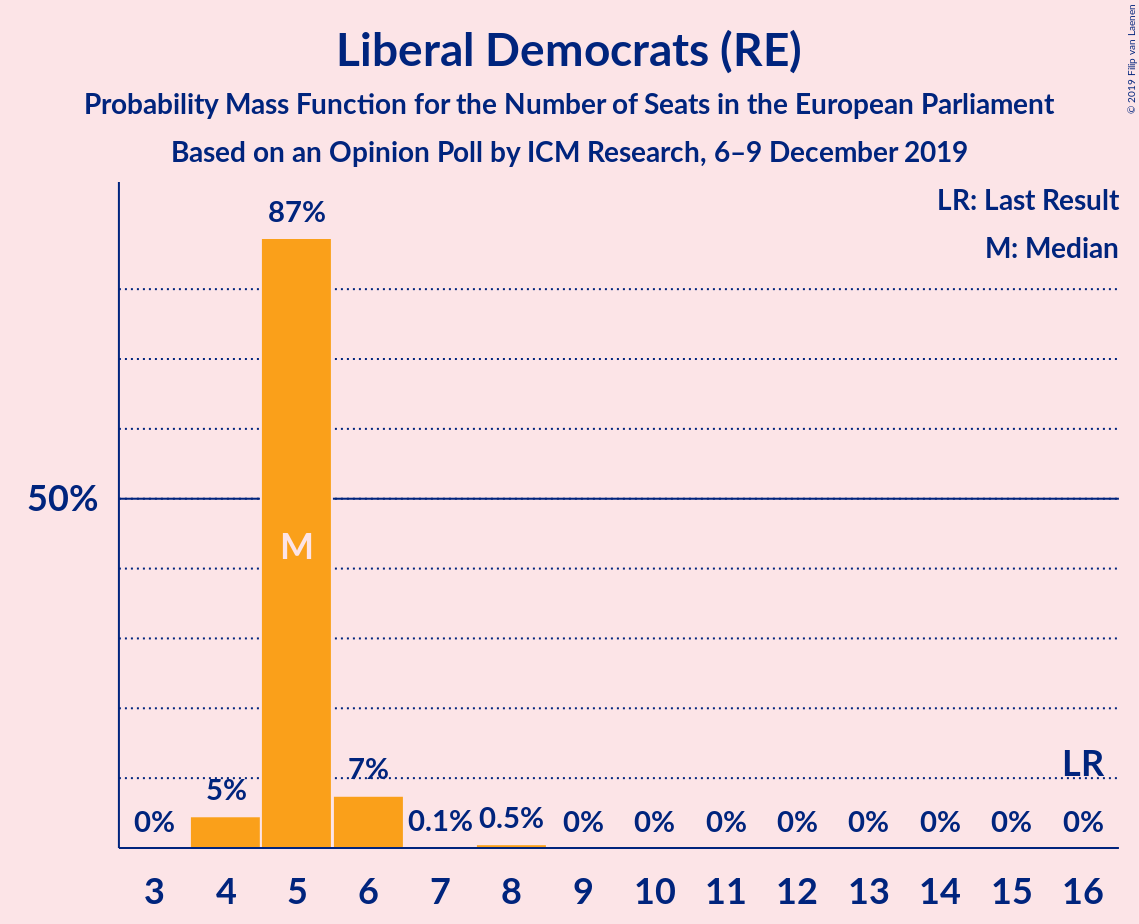 Liberal Democrats (RE)
Probability Mass Function for the Number of Seats in the European Parliament
Based on an Opinion Poll by ICM Research, 6–9 December 2019
© 2019 Filip van Laenen
LR: Last Result
M: Median
87%
50%
M
LR
0% 5% 7% 0.1% 0.5% 0% 0% 0% 0% 0% 0% 0% 0%
3 4 5 6 7 8 9 10 11 12 13 14 15 16